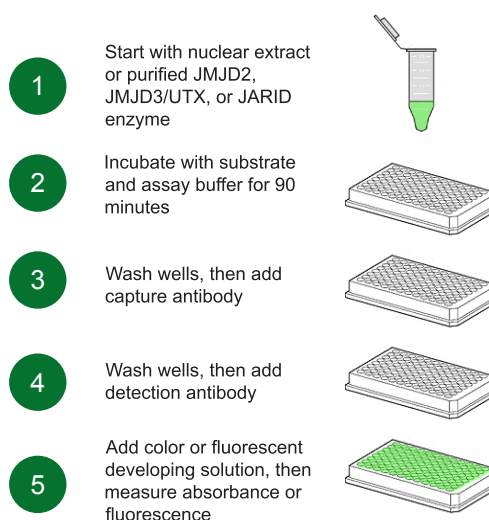 1
Start with nuclear extract
or purified JMJD2,
JMJD3/UTX, or JARID
enzyme
2
Incubate with substrate
and assay buffer for 90
minutes
3
Wash wells, then add
capture antibody
4
Wash wells, then add
detection antibody
5
Add color or fluorescent
developing solution, then
measure absorbance or
fluorescence